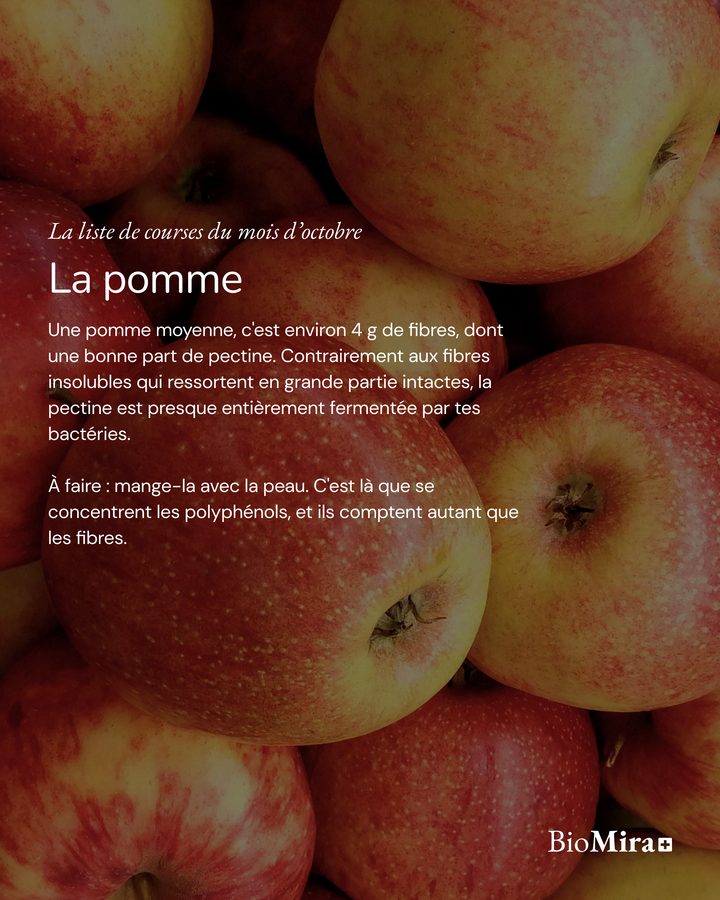 La liste de courses du mois d’octobre
La pomme
Une pomme moyenne, c'est environ 4 g de fibres, dont
une bonne part de pectine. Contrairement aux fibres
insolubles qui ressortent en grande partie intactes, la
pectine est presque entièrement fermentée par tes
bactéries.
À faire : mange-la avec la peau. C'est là que se
concentrent les polyphénols, et ils comptent autant que
les fibres.
BioMira